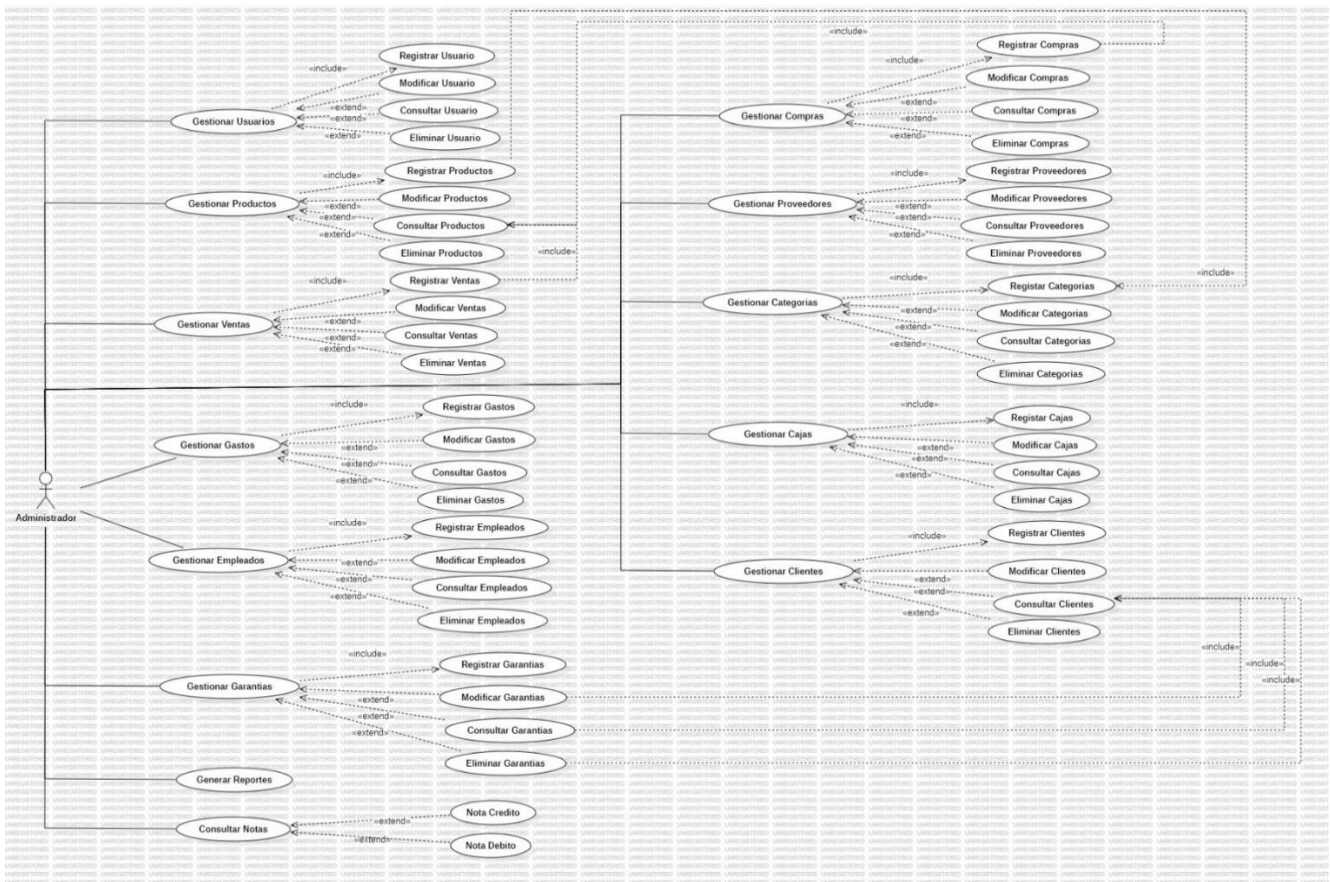 Registrar Usuario
«include»
Modificar Usuario
«extend»
Consultar Usuario
Gestionar Usuarios
«extend»
«extend»
Eliminar Usuario
Registrar Productos
«include»
Modificar Productos
Gestionar Productos
«extend»
«extend»
Consultar Productos
«extend»
Eliminar Productos
«include»
Registrar Ventas
«include»
Modificar Ventas
Gestionar Ventas
«extend»
«extend»
Consultar Ventas
«extend»
Eliminar Ventas
Registrar Gastos
«include»
Modificar Gastos
Gestionar Gastos
«extend»
«extend»
Consultar Gastos
«extend»
Eliminar Gastos
Administrador
Registrar Empleados
«include»
Modificar Empleados
Gestionar Empleados
«extend»
«extend»
Consultar Empleados
«extend»
Eliminar Empleados
Registrar Garantias
«include»
Modificar Garantias
Gestionar Garantias
«extend»
«extend»
Consultar Garantias
«extend»
Eliminar Garantias
Generar Reportes
Nota Credito
«extend»
Consultar Notas
«extend»
Nota Debito
«include»
Registrar Compras
«include»
Modificar Compras
«extend»
Consultar Compras
Gestionar Compras
«extend»
«extend»
Eliminar Compras
Registrar Proveedores
«include»
Modificar Proveedores
Gestionar Proveedores
«extend»
«extend»
Consultar Proveedores
«extend»
Eliminar Proveedores
«include»
Registar Categorias
«include»
Modificar Categorias
Gestionar Categorias
«extend»
«extend»
Consultar Categorias
«extend»
Eliminar Categorias
«include»
Registar Cajas
Gestionar Cajas
Modificar Cajas
«extend»
«extend»
Consultar Cajas
«extend»
Eliminar Cajas
Registrar Clientes
«include»
Gestionar Clientes
Modificar Clientes
«extend»
«extend»
Consultar Clientes
«extend»
Eliminar Clientes
«include»
«include»
«include»
UNREGISTERED